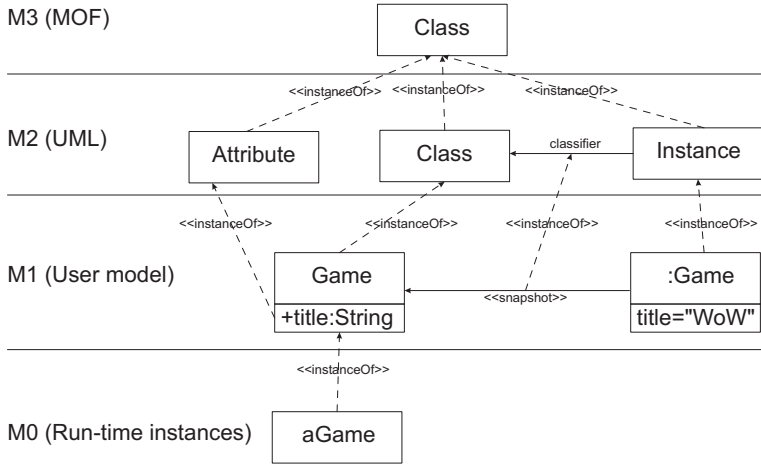 M3 (MOF)
Class
<<instanceOf>> <<instanceOf>> <<instanceOf>>
M2 (UML)
Attribute
Class
classifier
Instance
<<instanceOf>> <<instanceOf>> <<instanceOf>> <<instanceOf>>
M1 (User model)
Game
+title:String
<<snapshot>>
:Game
title="WoW"
<<instanceOf>>
M0 (Run-time instances)
aGame